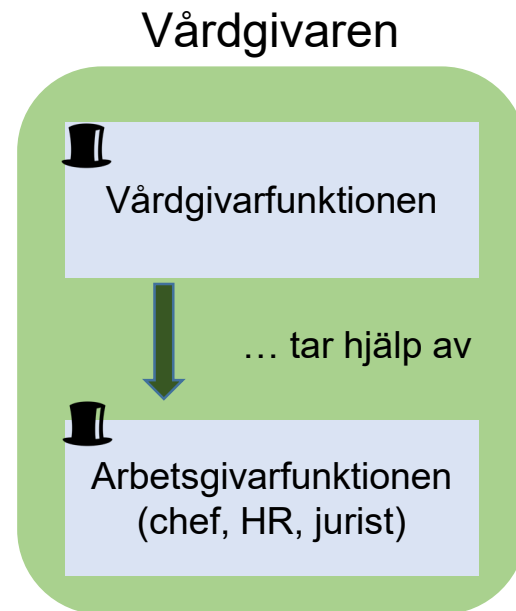 Vårdgivaren
Vårdgivarfunktionen
… tar hjälp av
Arbetsgivarfunktionen
(chef, HR, jurist)